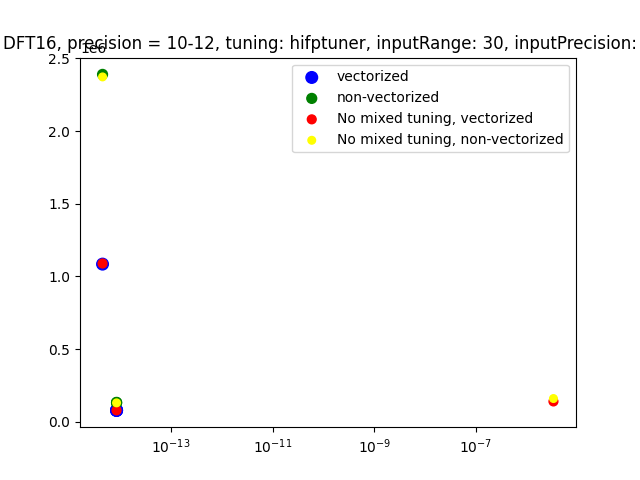 DFT16, precision = 10-12, tuning: hifptuner, inputRange: 30, inputPrecision:
1e6
2.5
2.0
1.5
1.0
0.5
0.0
vectorized
non-vectorized
No mixed tuning, vectorized
No mixed tuning, non-vectorized
10⁻¹³ 10⁻¹¹ 10⁻⁹ 10⁻⁷